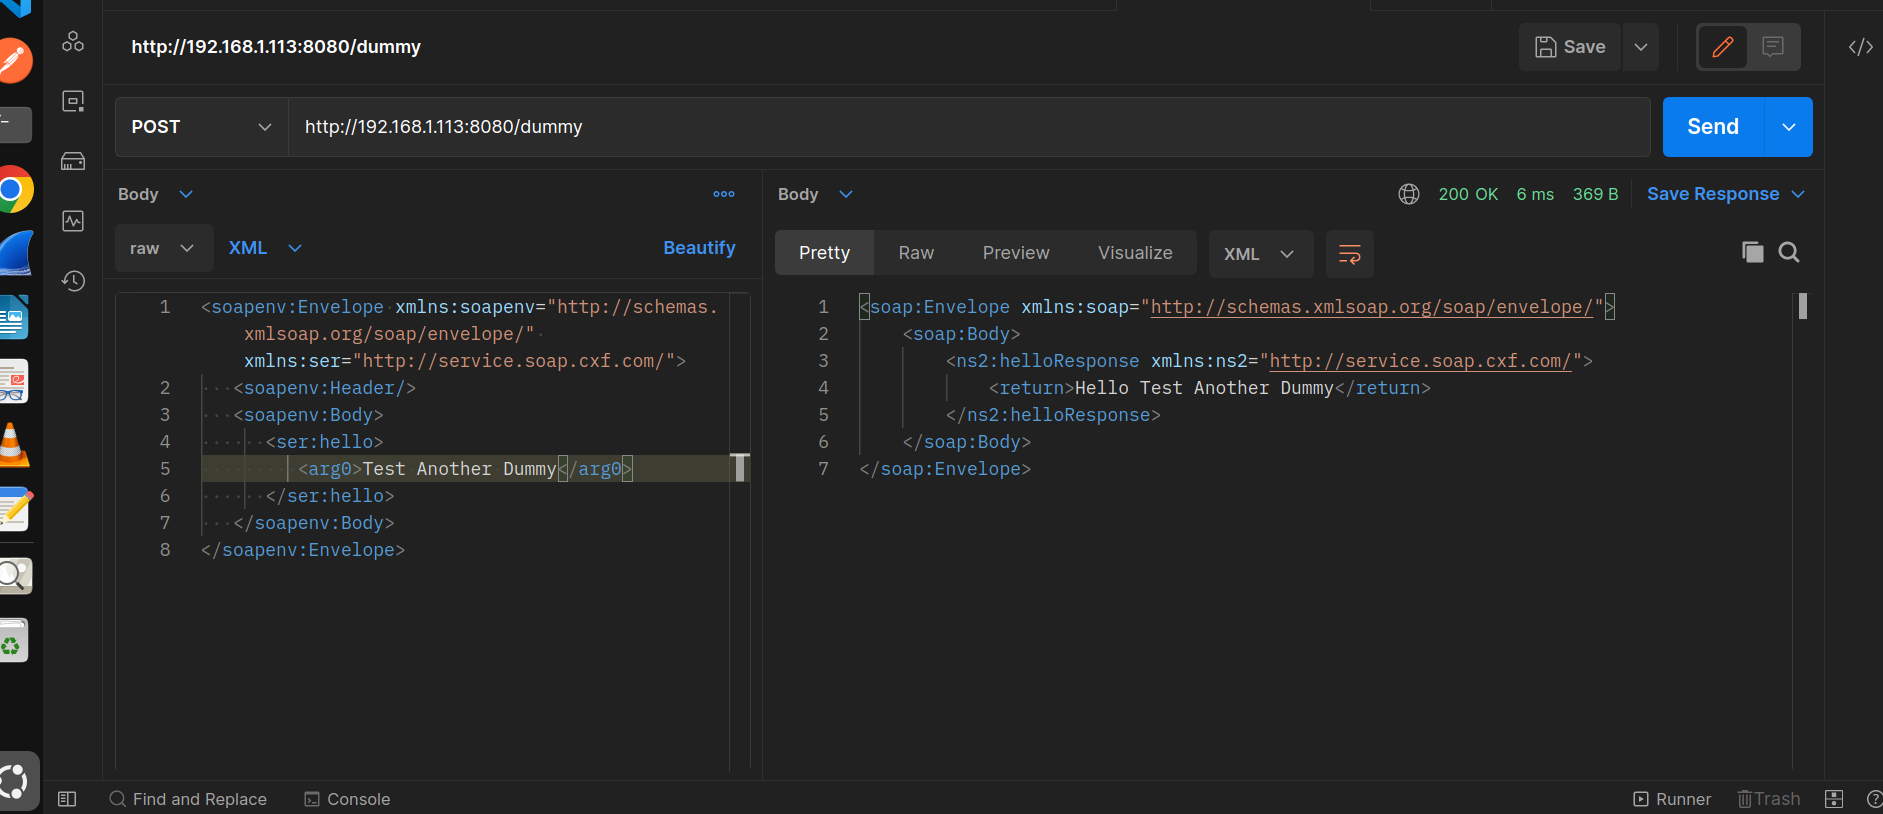 http://192.168.1.113:8080/dummy
Save
POST
http://192.168.1.113:8080/dummy
Send
Body
Body
200 OK 6 ms 369 B Save Response
raw XML Beautify
Pretty Raw Preview Visualize XML
1 <soapenv:Envelope xmlns:soapenv="http://schemas.
xmlsoap.org/soap/envelope/"
xmlns:ser="http://service.soap.cxf.com/">
2 <soapenv:Header/>
3 <soapenv:Body>
4 <ser:hello>
5 <arg0>Test Another Dummy</arg0>
6 </ser:hello>
7 </soapenv:Body>
8 </soapenv:Envelope>
1 <soap:Envelope xmlns:soap="http://schemas.xmlsoap.org/soap/envelope/">
2 <soap:Body>
3 <ns2:helloResponse xmlns:ns2="http://service.soap.cxf.com/">
4 <return>Hello Test Another Dummy</return>
5 </ns2:helloResponse>
6 </soap:Body>
7 </soap:Envelope>
Find and Replace
Console
Runner
Trash